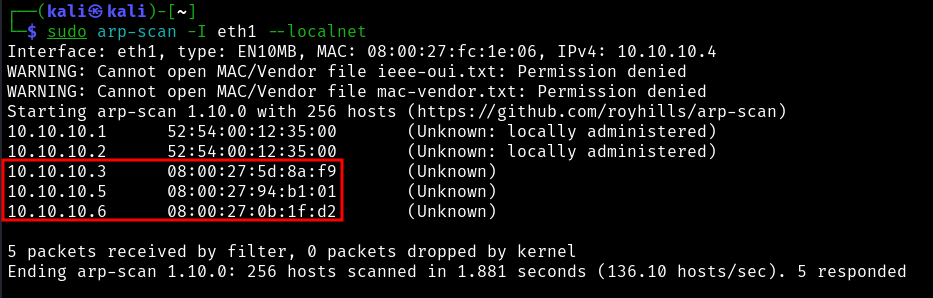 ┌──(kali㉿kali)-[~]
└─$ sudo arp-scan -I eth1 --localnet
Interface: eth1, type: EN10MB, MAC: 08:00:27:fc:1e:06, IPv4: 10.10.10.4
WARNING: Cannot open MAC/Vendor file ieee-oui.txt: Permission denied
WARNING: Cannot open MAC/Vendor file mac-vendor.txt: Permission denied
Starting arp-scan 1.10.0 with 256 hosts (https://github.com/royhills/arp-scan)
10.10.10.1      52:54:00:12:35:00       (Unknown: locally administered)
10.10.10.2      52:54:00:12:35:00       (Unknown: locally administered)
10.10.10.3      08:00:27:5d:8a:f9       (Unknown)
10.10.10.5      08:00:27:94:b1:01       (Unknown)
10.10.10.6      08:00:27:0b:1f:d2       (Unknown)
5 packets received by filter, 0 packets dropped by kernel
Ending arp-scan 1.10.0: 256 hosts scanned in 1.881 seconds (136.10 hosts/sec). 5 responded